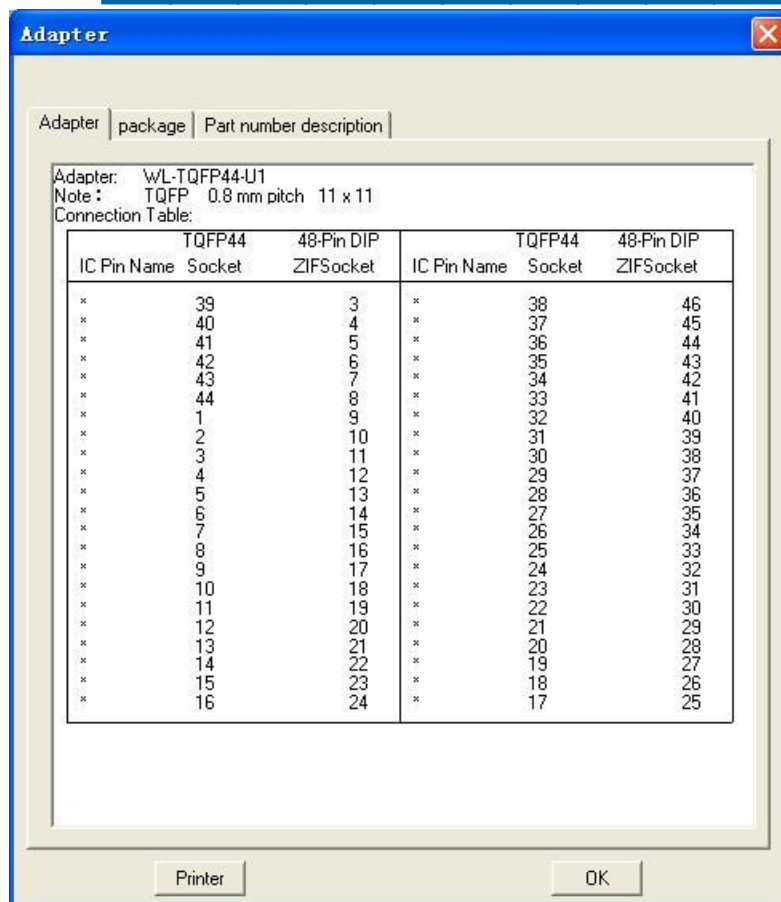 Adapter
Adapter package Part number description
Adapter: WL-TQFP44-U1
Note: TQFP 0.8 mm pitch 11 x 11
Connection Table:
TQFP44 48-Pin DIP TQFP44 48-Pin DIP
IC Pin Name Socket ZIFSocket IC Pin Name Socket ZIFSocket
* 39 3 * 38 46
* 40 4 * 37 45
* 41 5 * 36 44
* 42 6 * 35 43
* 43 7 * 34 42
* 44 8 * 33 41
* 1 9 * 32 40
* 2 10 * 31 39
* 3 11 * 30 38
* 4 12 * 29 37
* 5 13 * 28 36
* 6 14 * 27 35
* 7 15 * 26 34
* 8 16 * 25 33
* 9 17 * 24 32
* 10 18 * 23 31
* 11 19 * 22 30
* 12 20 * 21 29
* 13 21 * 20 28
* 14 22 * 19 27
* 15 23 * 18 26
* 16 24 * 17 25
Printer OK